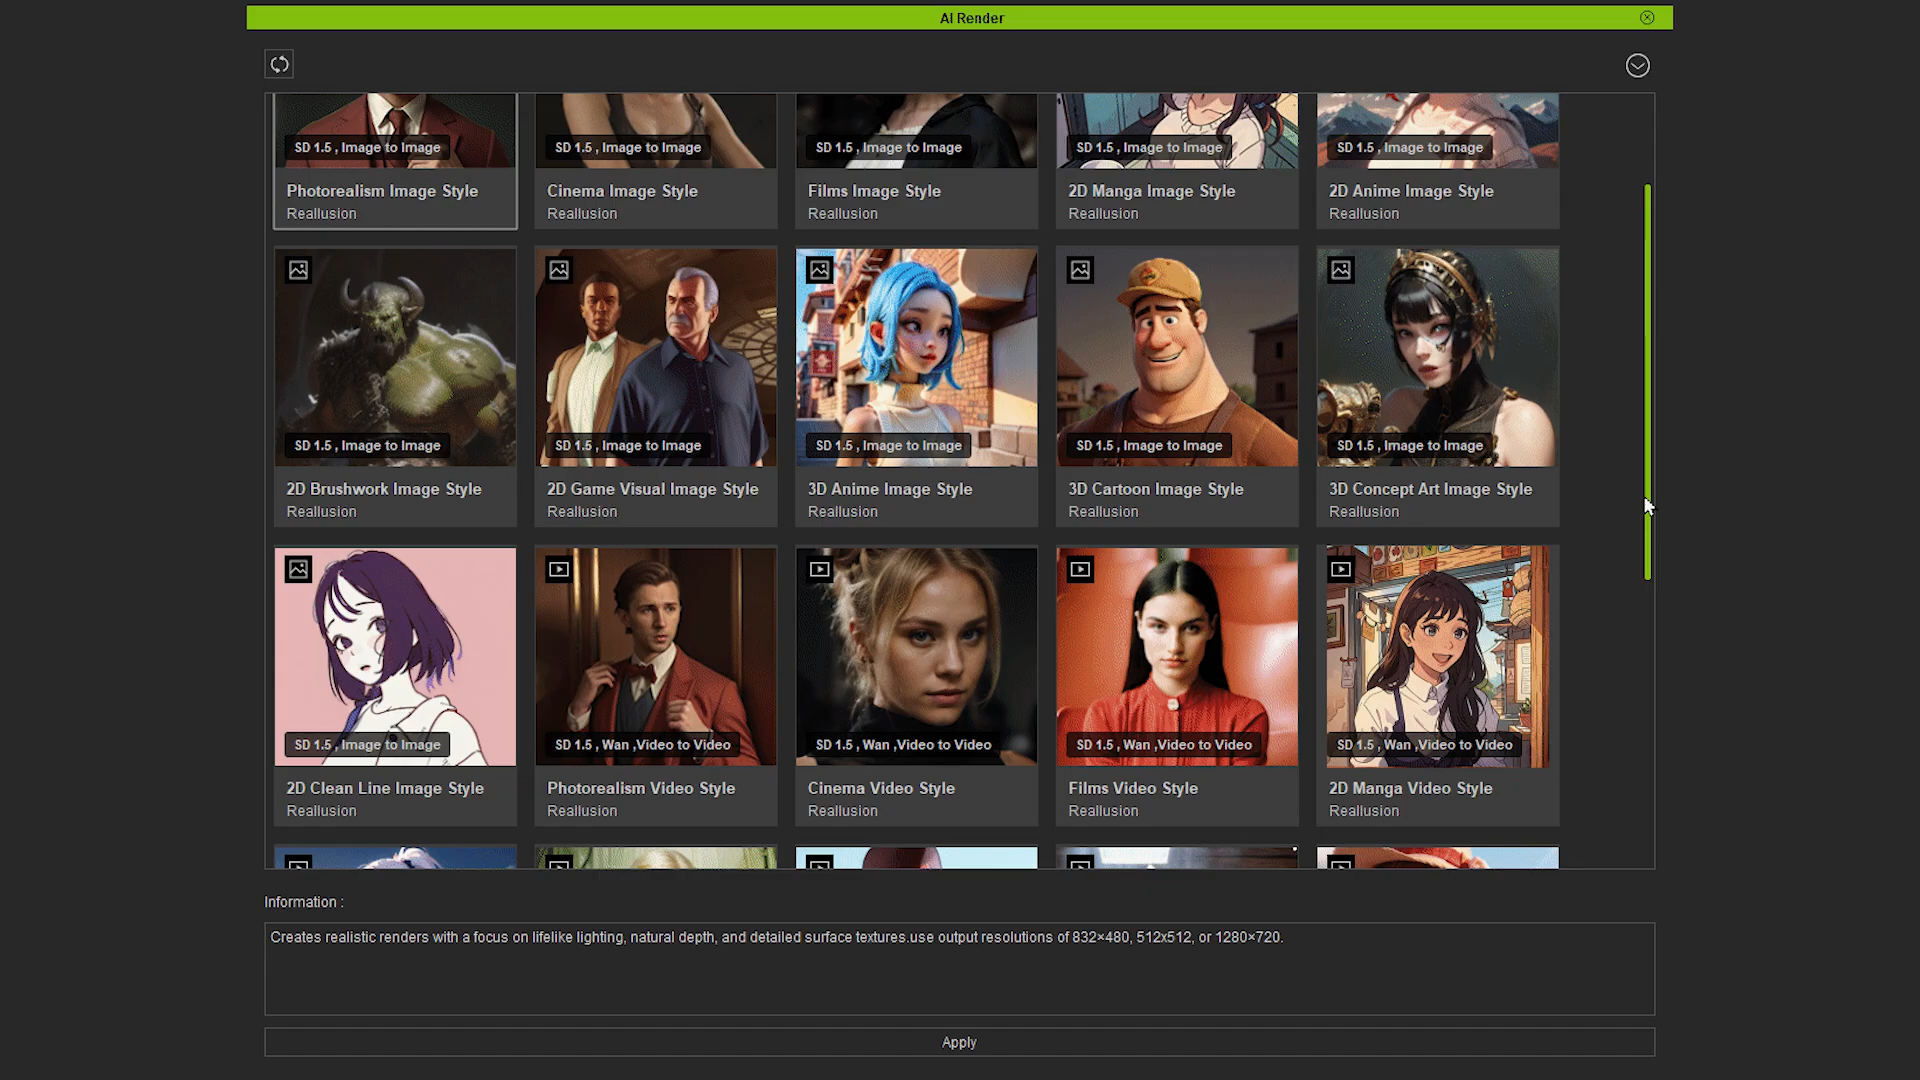 AI Render
SD 1.5 , Image to Image
SD 1.5 , Image to Image
SD 1.5 , Image to Image
SD 1.5 , Image to Image
SD 1.5 , Image to Image
Photorealism Image Style
Cinema Image Style
Films Image Style
2D Manga Image Style
2D Anime Image Style
Reallusion
Reallusion
Reallusion
Reallusion
Reallusion
SD 1.5 , Image to Image
SD 1.5 , Image to Image
SD 1.5 , Image to Image
SD 1.5 , Image to Image
SD 1.5 , Image to Image
2D Brushwork Image Style
2D Game Visual Image Style
3D Anime Image Style
3D Cartoon Image Style
3D Concept Art Image Style
Reallusion
Reallusion
Reallusion
Reallusion
Reallusion
SD 1.5 , Image to Image
SD 1.5 , Wan ,Video to Video
SD 1.5 , Wan ,Video to Video
SD 1.5 , Wan ,Video to Video
SD 1.5 , Wan ,Video to Video
2D Clean Line Image Style
Photorealism Video Style
Cinema Video Style
Films Video Style
2D Manga Video Style
Reallusion
Reallusion
Reallusion
Reallusion
Reallusion
Information :
Creates realistic renders with a focus on lifelike lighting, natural depth, and detailed surface textures.use output resolutions of 832×480, 512x512, or 1280×720.
Apply